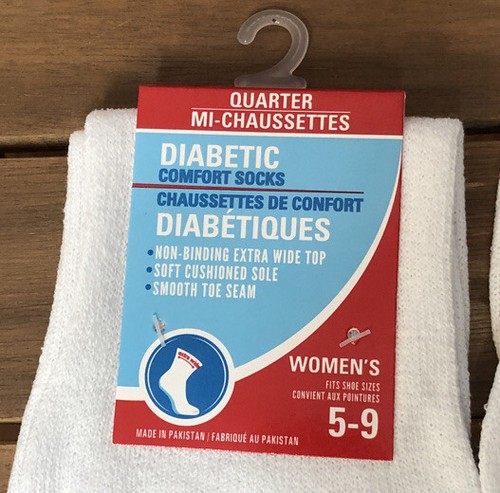 QUARTER
MI-CHAUSSETTES
DIABETIC
COMFORT SOCKS
CHAUSSETTES DE CONFORT
DIABÉTIQUES
•NON-BINDING EXTRA WIDE TOP
•SOFT CUSHIONED SOLE
•SMOOTH TOE SEAM
WOMEN'S
FITS SHOE SIZES
CONVIENT AUX POINTURES
5-9
MADE IN PAKISTAN / FABRIQUÉ AU PAKISTAN